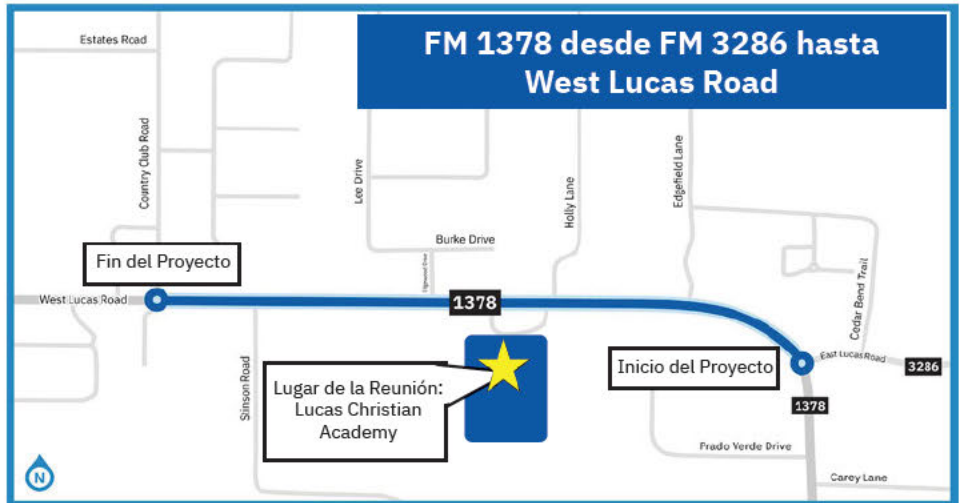 Estates Road
FM 1378 desde FM 3286 hasta
West Lucas Road
Country Club Road
Lee Drive
Holly Lane
Edgefield Lane
Burke Drive
Fin del Proyecto
Cedar Bend Trail
West Lucas Road
1378
Inicio del Proyecto
East Lucas Road
3286
Stinson Road
Lugar de la Reunión:
Lucas Christian
Academy
1378
Prado Verde Drive
Carey Lane
N